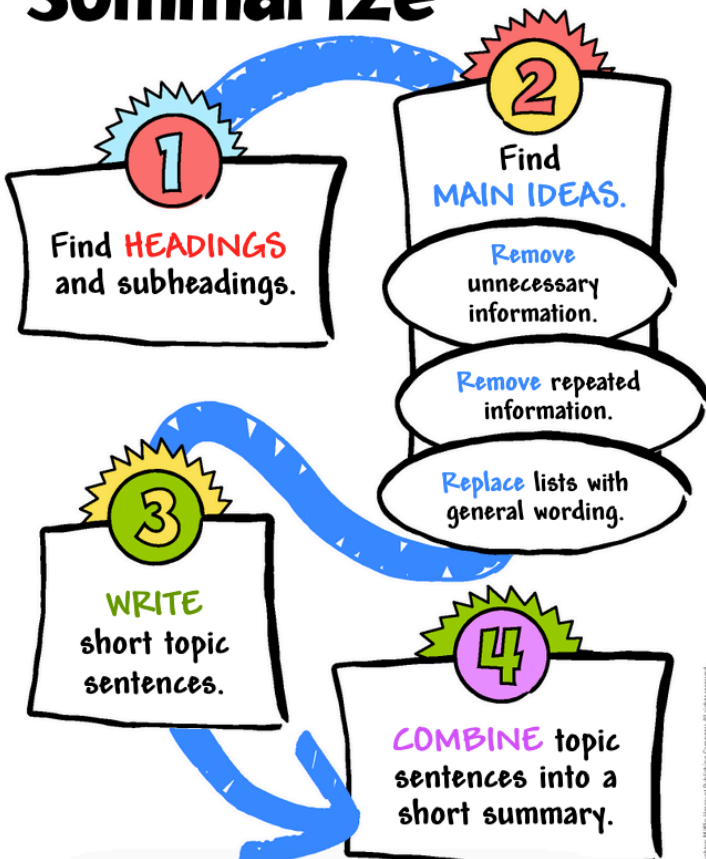 Summarize
1
Find HEADINGS
and subheadings.
2
Find
MAIN IDEAS.
Remove
unnecessary
information.
Remove repeated
information.
Replace lists with
general wording.
3
WRITE
short topic
sentences.
4
COMBINE topic
sentences into a
short summary.